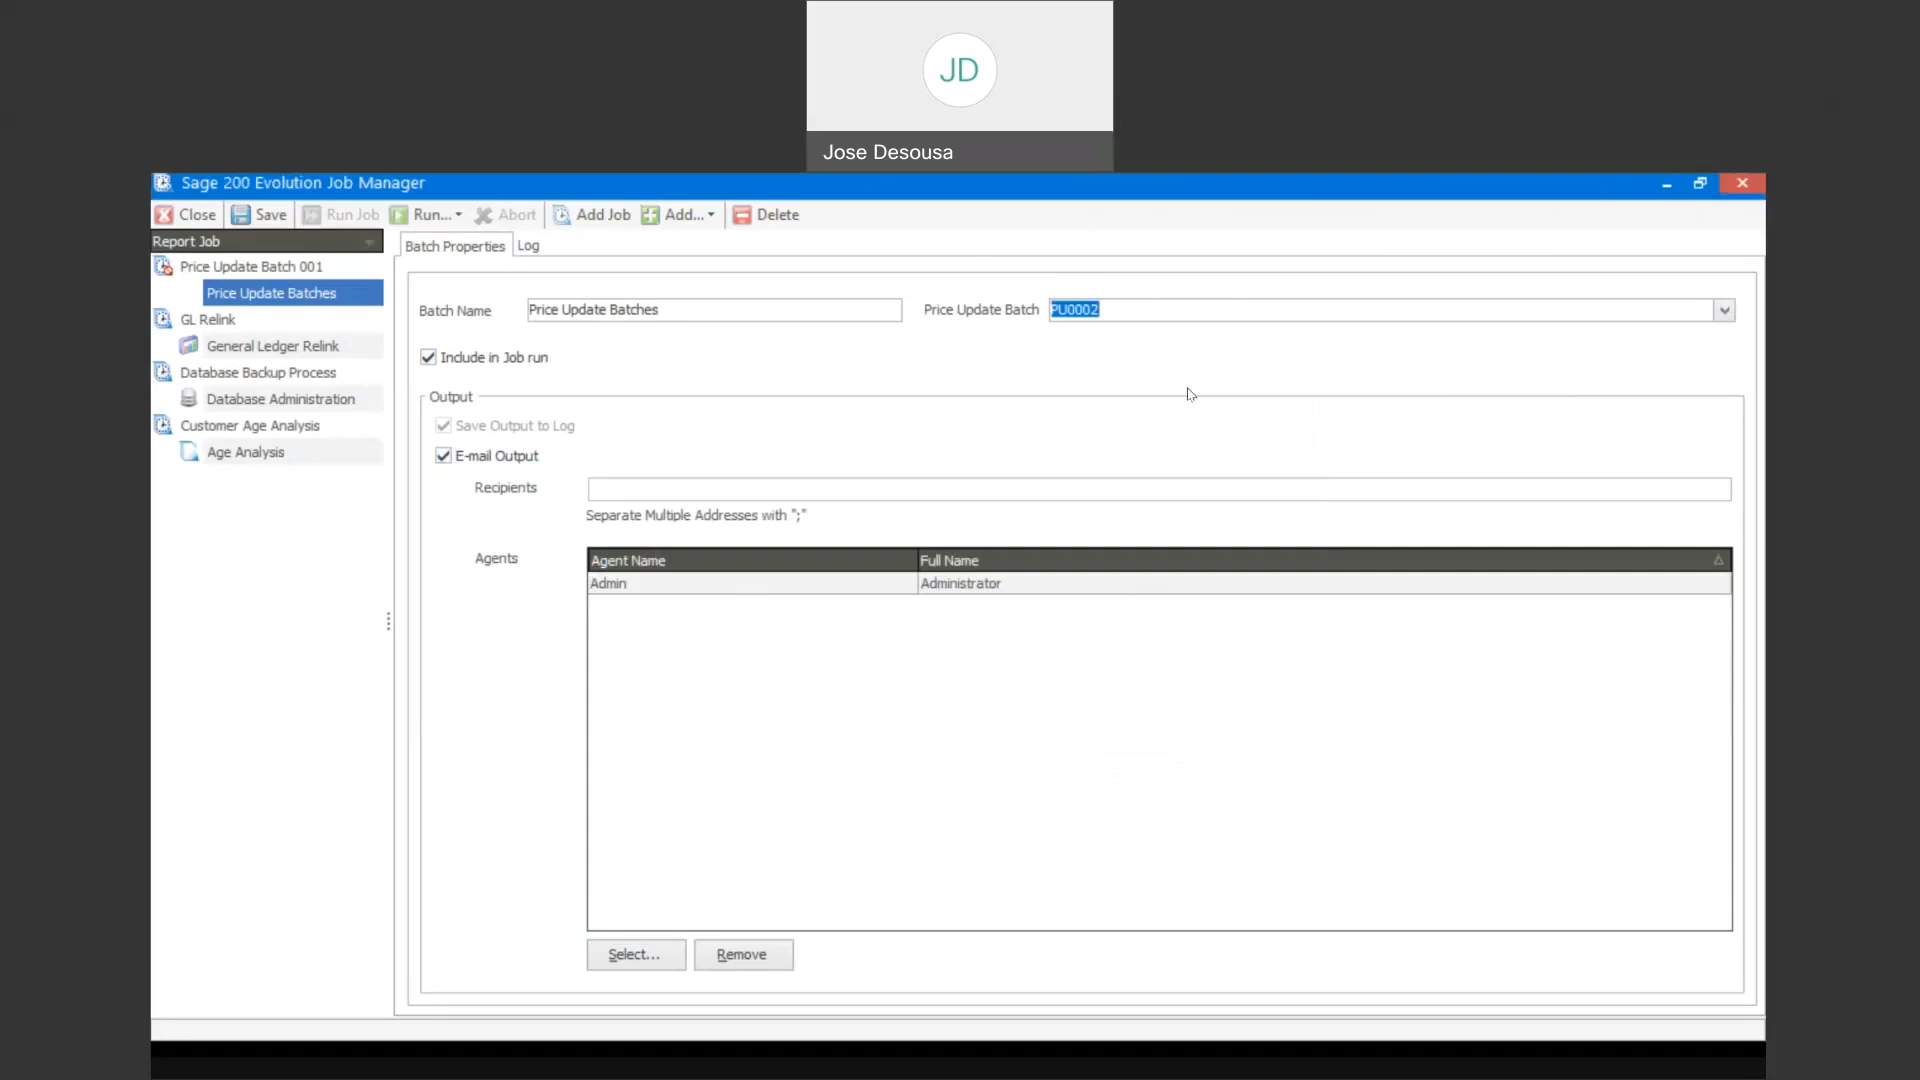 JD
Jose Desousa
Sage 200 Evolution Job Manager
Close Save Run Job Run... Abort Add Job Add... Delete
Report Job
Batch Properties Log
Price Update Batch 001
Price Update Batches
GL Relink
General Ledger Relink
Database Backup Process
Database Administration
Customer Age Analysis
Age Analysis
Batch Name Price Update Batches Price Update Batch PU0002
Include in Job run
Output
Save Output to Log
E-mail Output
Recipients
Separate Multiple Addresses with ";"
Agents
Agent Name Full Name
Admin Administrator
Select... Remove